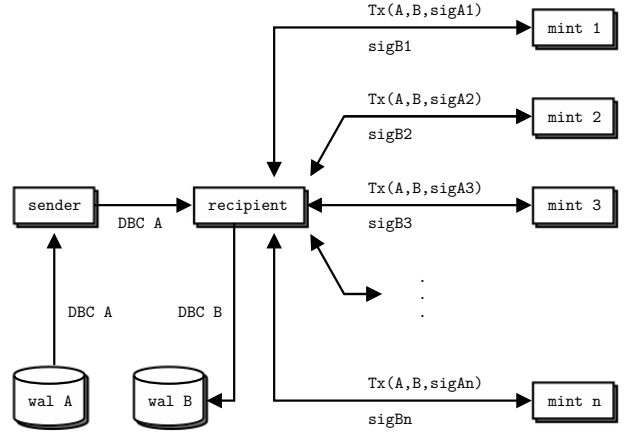 Tx(A,B,sigA1)
mint 1
sigB1
Tx(A,B,sigA2)
mint 2
sigB2
Tx(A,B,sigA3)
sender
recipient
mint 3
DBC A
sigB3
.
.
.
DBC A
DBC B
Tx(A,B,sigAn)
wal A
wal B
mint n
sigBn